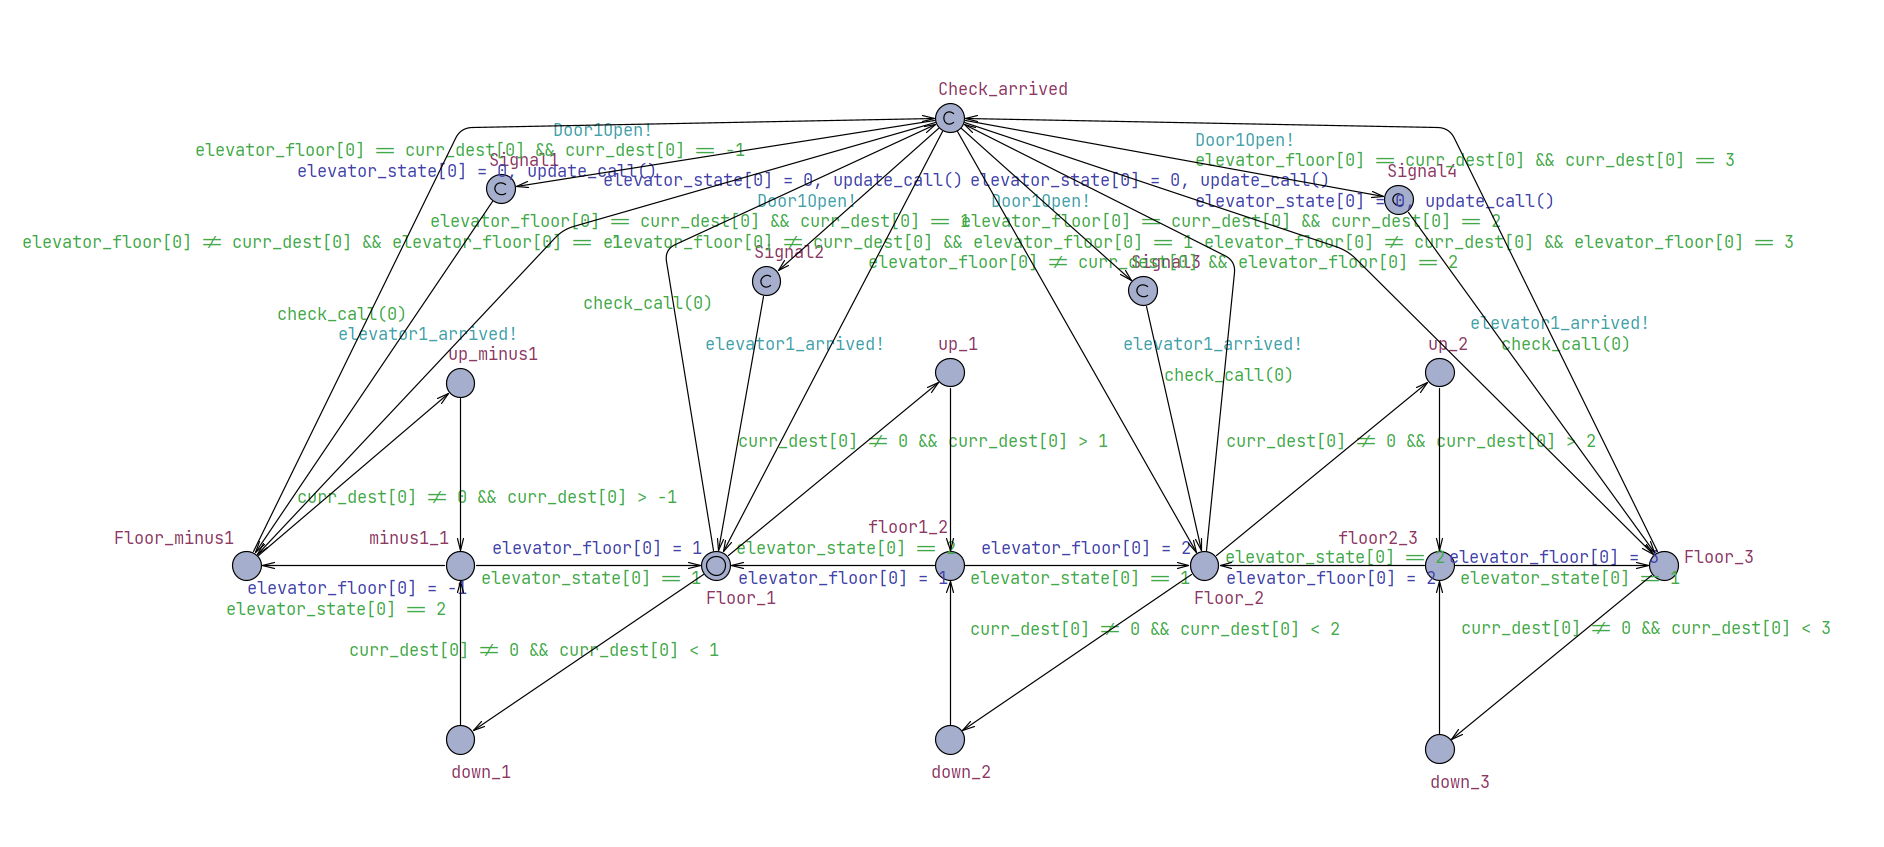 Check_arrived
Door1Open!
Door1Open!
elevator_floor[0] == curr_dest[0] && curr_dest[0] == -1
Signal1
elevator_floor[0] == curr_dest[0] && curr_dest[0] == 3
elevator_state[0] = 0, update_call()
Signal4
elevator_state[0] = 0, update_call()
elevator_state[0] = 0, update_call()
elevator_state[0] = 0, update_call()
Door1Open!
Door1Open!
elevator_floor[0] == curr_dest[0] && curr_dest[0] == 1
elevator_floor[0] == curr_dest[0] && curr_dest[0] == 2
elevator_floor[0] ≠ curr_dest[0] && elevator_floor[0] == -1
elevator_floor[0] ≠ curr_dest[0] && elevator_floor[0] == 1
elevator_floor[0] ≠ curr_dest[0] && elevator_floor[0] == 3
Signal2
elevator_floor[0] ≠ curr_dest[0] && elevator_floor[0] == 2
Signal3
check_call(0)
check_call(0)
elevator1_arrived!
elevator1_arrived!
elevator1_arrived!
elevator1_arrived!
check_call(0)
up_minus1
up_1
up_2
check_call(0)
curr_dest[0] ≠ 0 && curr_dest[0] > 1
curr_dest[0] ≠ 0 && curr_dest[0] > 2
curr_dest[0] ≠ 0 && curr_dest[0] > -1
Floor_minus1
minus1_1
floor1_2
floor2_3
elevator_floor[0] = 1
elevator_state[0] == 2
elevator_floor[0] = 2
elevator_state[0] == 2
elevator_floor[0] = 3
Floor_3
elevator_floor[0] = -1
elevator_state[0] == 1
elevator_floor[0] = 1
elevator_state[0] == 1
elevator_floor[0] = 2
elevator_state[0] == 1
elevator_state[0] == 2
Floor_1
Floor_2
curr_dest[0] ≠ 0 && curr_dest[0] < 1
curr_dest[0] ≠ 0 && curr_dest[0] < 2
curr_dest[0] ≠ 0 && curr_dest[0] < 3
down_1
down_2
down_3